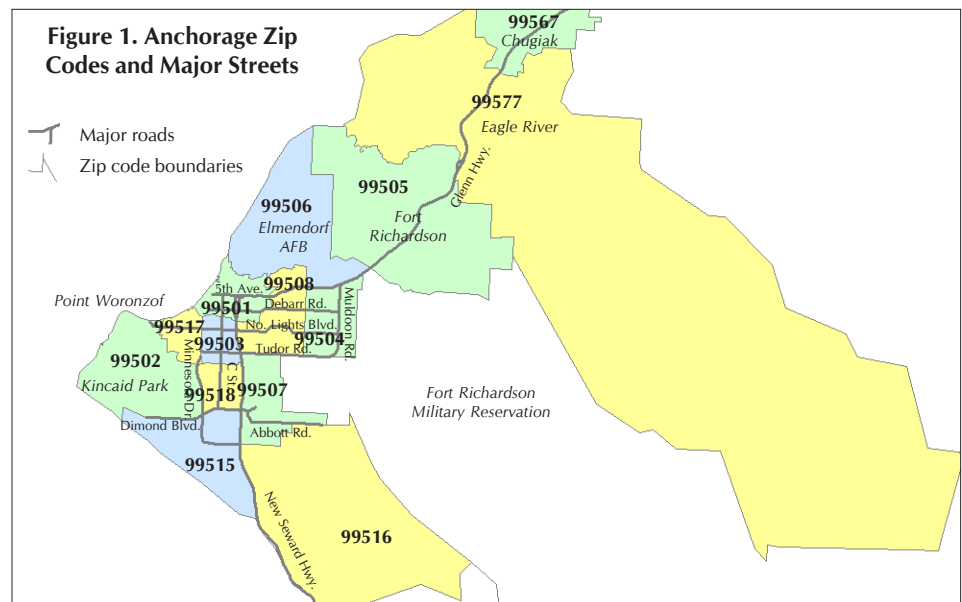 Figure 1. Anchorage Zip
Codes and Major Streets
Major roads
Zip code boundaries
99567
Chugiak
99577
Eagle River
Glenn Hwy.
99505
Fort
Richardson
99506
Elmendorf
AFB
5th Ave.
99508
Debarr Rd.
Muldoon Rd.
Point Woronzof
99501
99517
No. Lights Blvd.
99503
Tudor Rd.
99504
99502
Kincaid Park
Minnesota Dr.
C St.
99518
99507
Dimond Blvd.
Abbott Rd.
Fort Richardson
Military Reservation
99515
New Seward Hwy.
99516